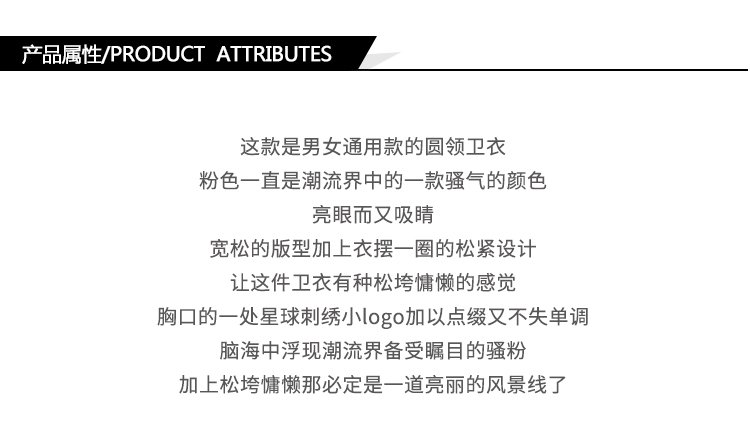 产品属性/PRODUCT ATTRIBUTES
这款是男女通用款的圆领卫衣
粉色一直是潮流界中的一款骚气的颜色
亮眼而又吸睛
宽松的版型加上衣摆一圈的松紧设计
让这件卫衣有种松垮慵懒的感觉
胸口的一处星球刺绣小logo加以点缀又不失单调
脑海中浮现潮流界备受瞩目的骚粉
加上松垮慵懒那必定是一道亮丽的风景线了